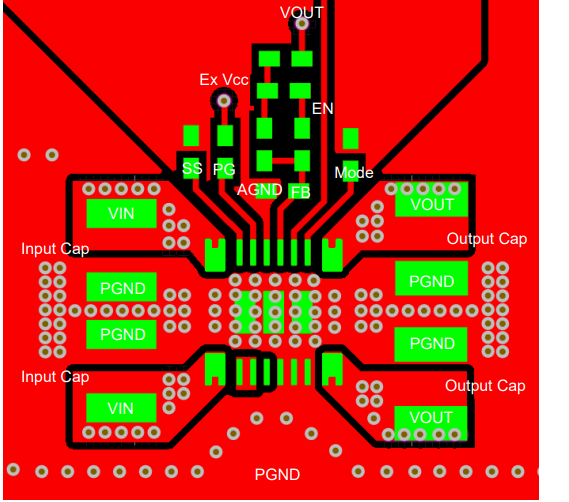 VOUT
Ex Vcc
EN
SS
PG
Mode
AGND
FB
VIN
VOUT
Input Cap
Output Cap
PGND
PGND
PGND
PGND
Input Cap
Output Cap
VIN
VOUT
PGND